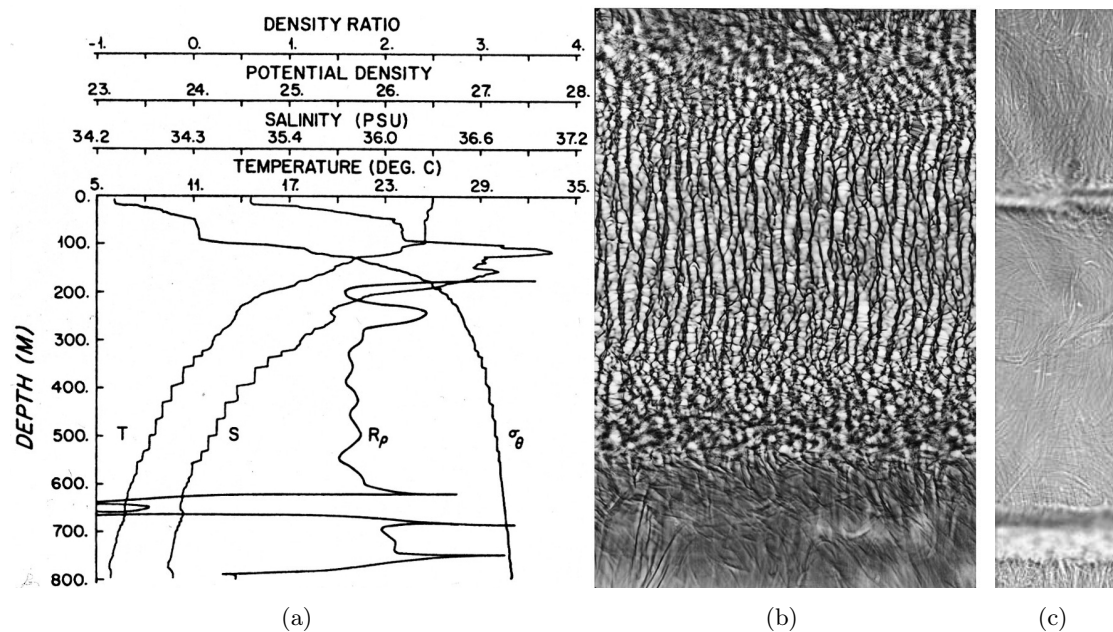 DENSITY RATIO
-1. 0. 1. 2. 3. 4.
POTENTIAL DENSITY
23. 24. 25. 26. 27. 28.
SALINITY (PSU)
34.2 34.3 35.4 36.0 36.6 37.2
TEMPERATURE (DEG. C)
5. 11. 17. 23. 29. 35.
0.
100.
200.
300.
400.
500.
600.
700.
800.
DEPTH (M)
T S Rρ σθ
(a) (b) (c)